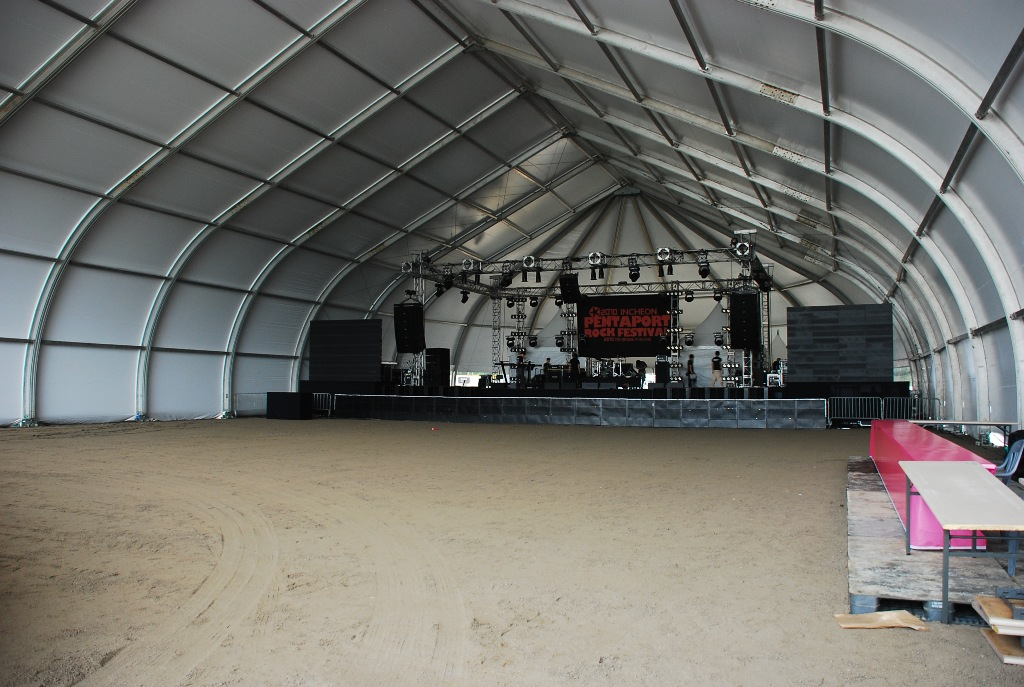 2010 INCHEON
PENTAPORT
ROCK FESTIVAL